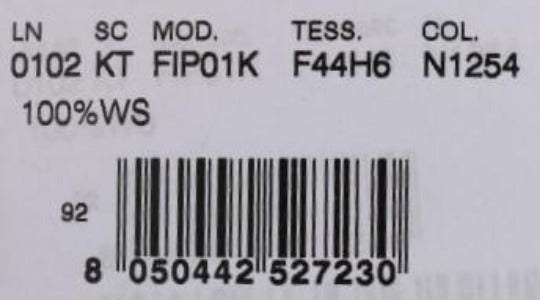 LN SC MOD. TESS. COL.
0102 KT FIP01K F44H6 N1254
100%WS
92
8 050442 527230